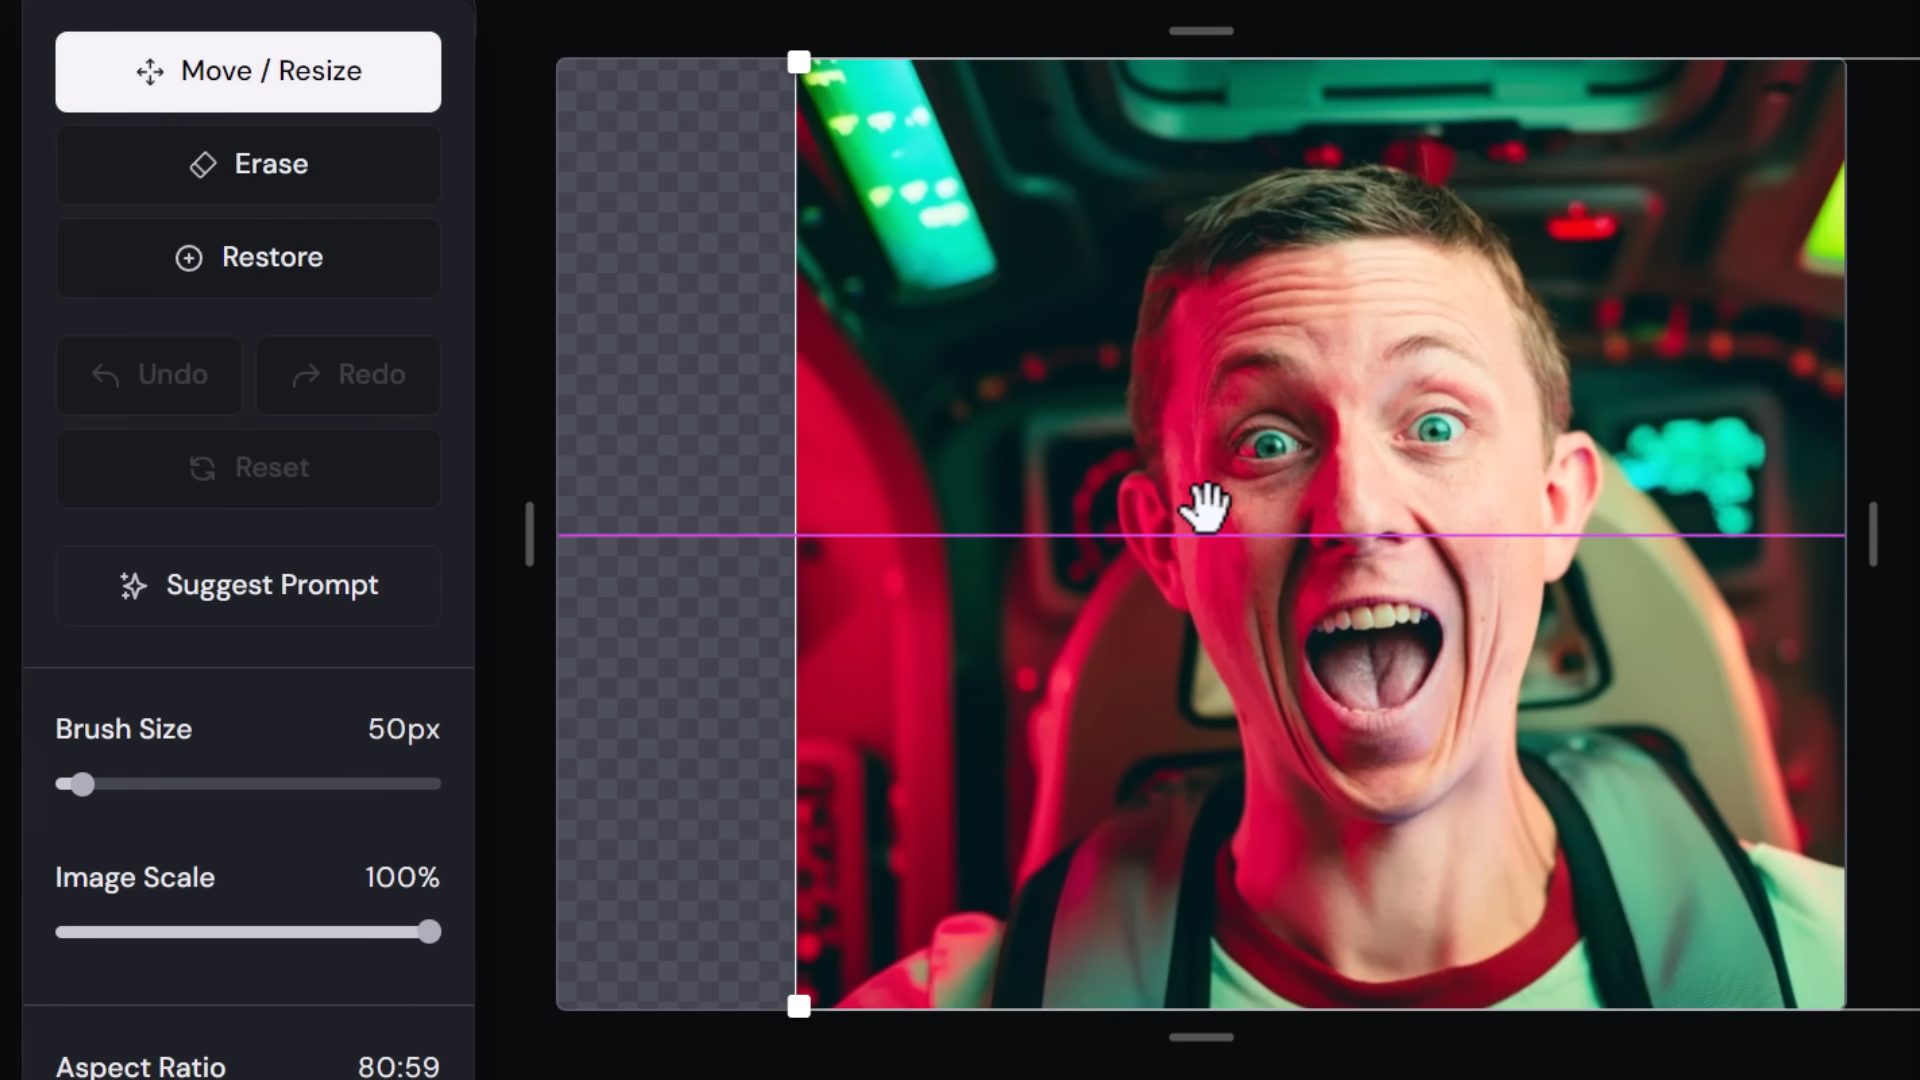 Move / Resize
Erase
Restore
Undo Redo
Reset
Suggest Prompt
Brush Size 50px
Image Scale 100%
Aspect Ratio 80:59